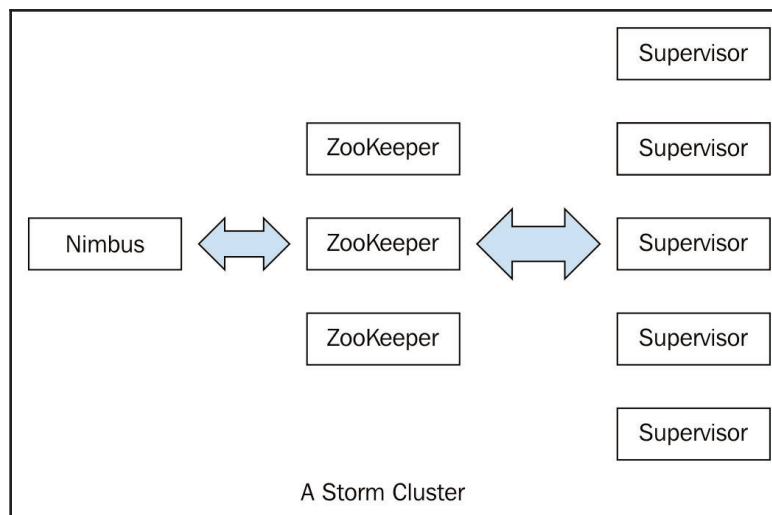 Supervisor
ZooKeeper
Supervisor
Nimbus
ZooKeeper
Supervisor
ZooKeeper
Supervisor
Supervisor
A Storm Cluster